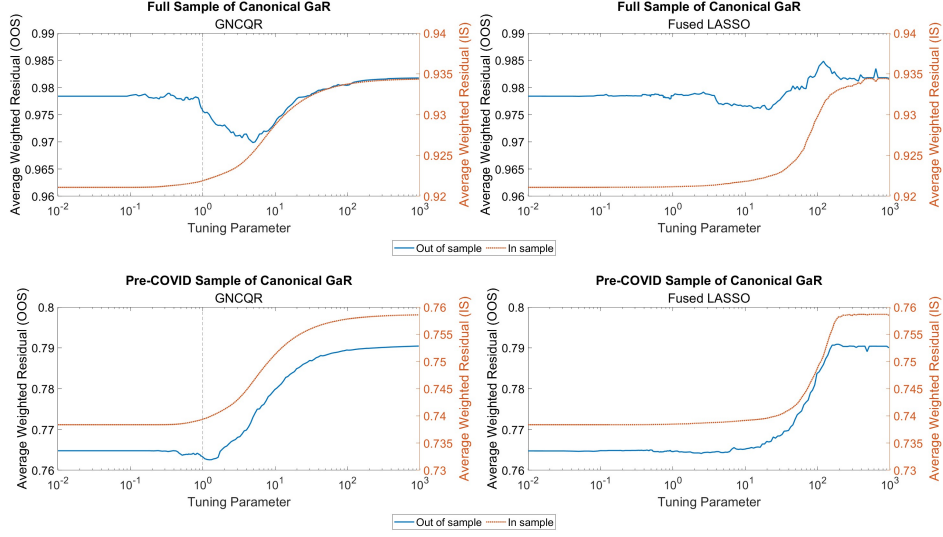 Full Sample of Canonical GaR
GNCQR
Average Weighted Residual (OOS)
0.99
0.985
0.98
0.975
0.97
0.965
0.96
0.94
0.935
0.93
0.925
0.92
Average Weighted Residual (IS)
10^-2 10^-1 10^0 10^1 10^2 10^3
Tuning Parameter
Full Sample of Canonical GaR
Fused LASSO
Average Weighted Residual (OOS)
0.99
0.985
0.98
0.975
0.97
0.965
0.96
0.94
0.935
0.93
0.925
0.92
Average Weighted Residual (IS)
10^-2 10^-1 10^0 10^1 10^2 10^3
Tuning Parameter
Out of sample In sample
Pre-COVID Sample of Canonical GaR
GNCQR
Average Weighted Residual (OOS)
0.8
0.79
0.78
0.77
0.76
0.76
0.755
0.75
0.745
0.74
0.735
0.73
Average Weighted Residual (IS)
10^-2 10^-1 10^0 10^1 10^2 10^3
Tuning Parameter
Pre-COVID Sample of Canonical GaR
Fused LASSO
Average Weighted Residual (OOS)
0.8
0.79
0.78
0.77
0.76
0.76
0.755
0.75
0.745
0.74
0.735
0.73
Average Weighted Residual (IS)
10^-2 10^-1 10^0 10^1 10^2 10^3
Tuning Parameter
Out of sample In sample